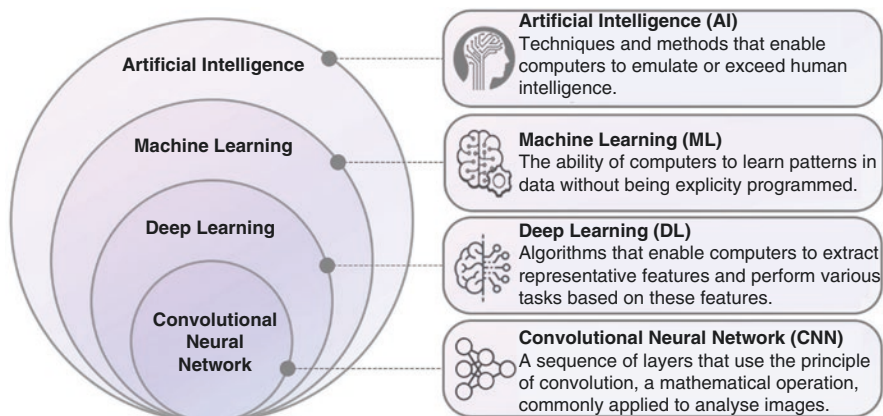 Artificial Intelligence
Machine Learning
Deep Learning
Convolutional
Neural
Network
Artificial Intelligence (AI)
Techniques and methods that enable
computers to emulate or exceed human
intelligence.
Machine Learning (ML)
The ability of computers to learn patterns in
data without being explicity programmed.
Deep Learning (DL)
Algorithms that enable computers to extract
representative features and perform various
tasks based on these features.
Convolutional Neural Network (CNN)
A sequence of layers that use the principle
of convolution, a mathematical operation,
commonly applied to analyse images.